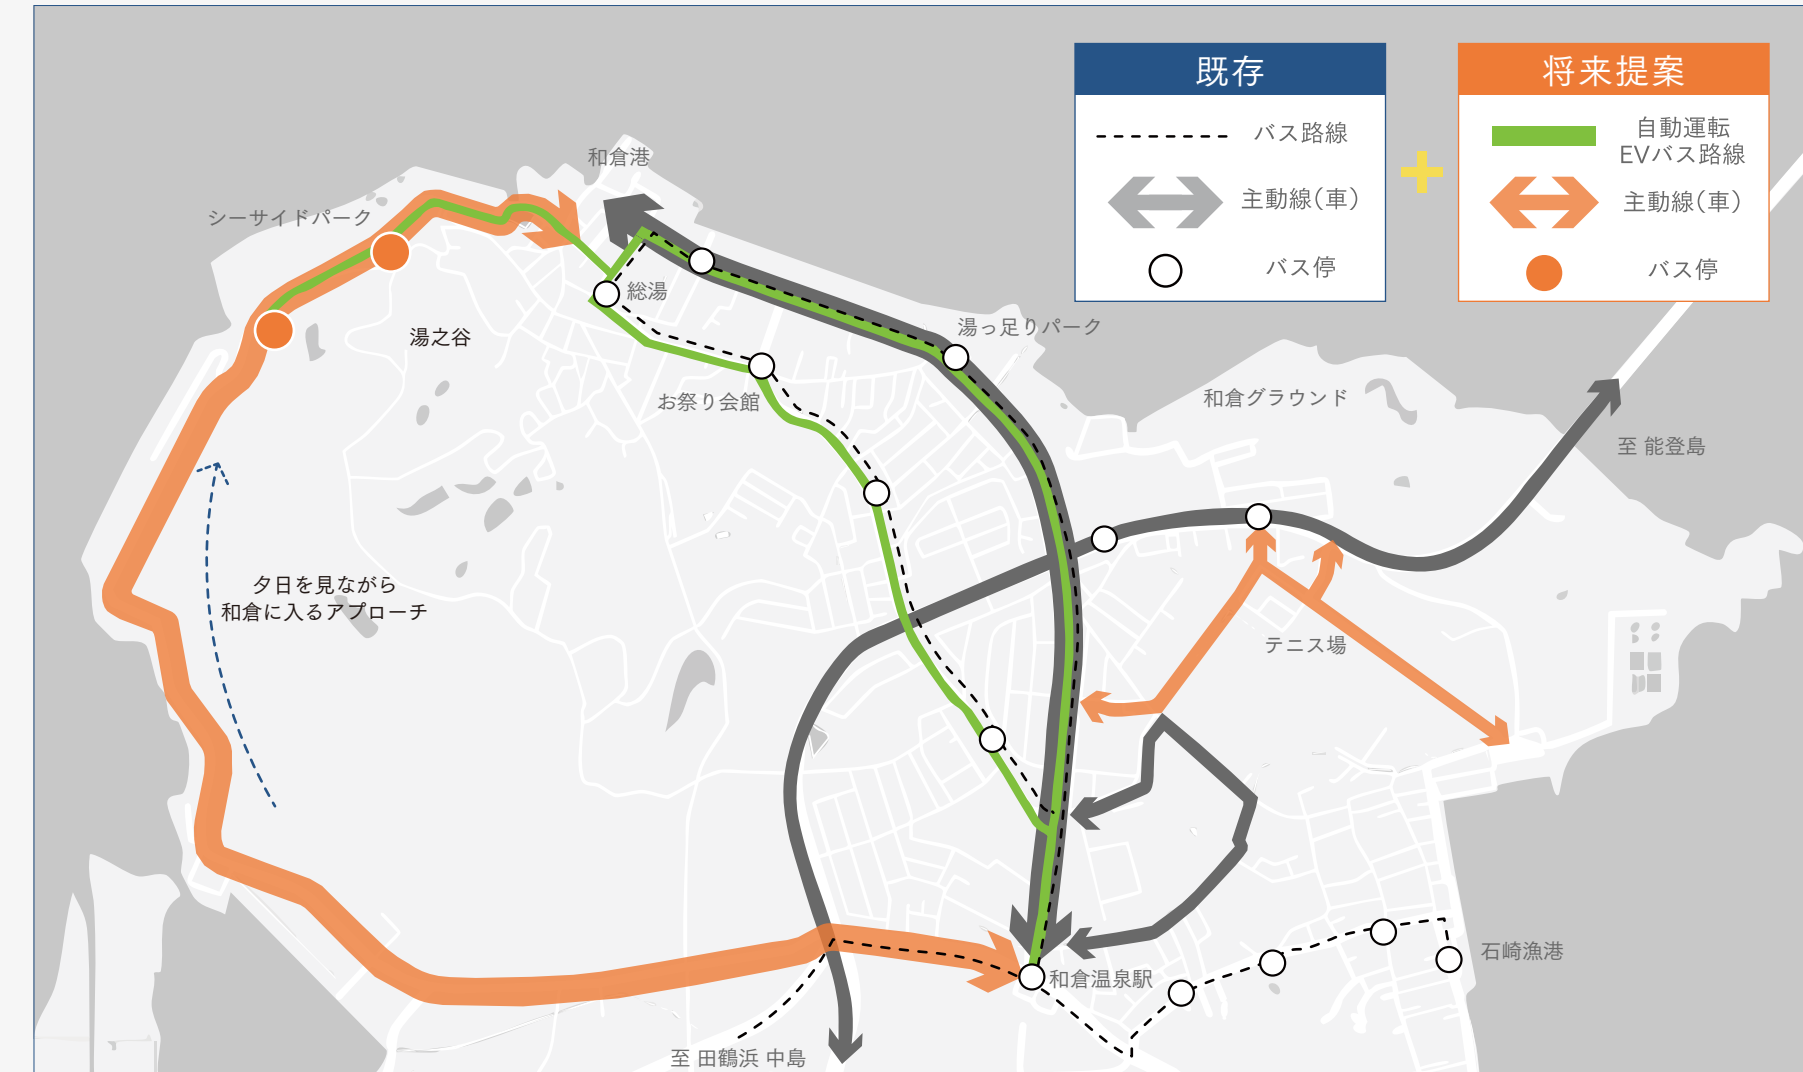 既存
バス路線
主動線(車)
バス停
将来提案
自動運転
EVバス路線
主動線(車)
バス停
和倉港
シーサイドパーク
総湯
湯之谷
湯っ足りパーク
お祭り会館
和倉グラウンド
至 能登島
夕日を見ながら
和倉に入るアプローチ
テニス場
石崎漁港
和倉温泉駅
至 田鶴浜 中島